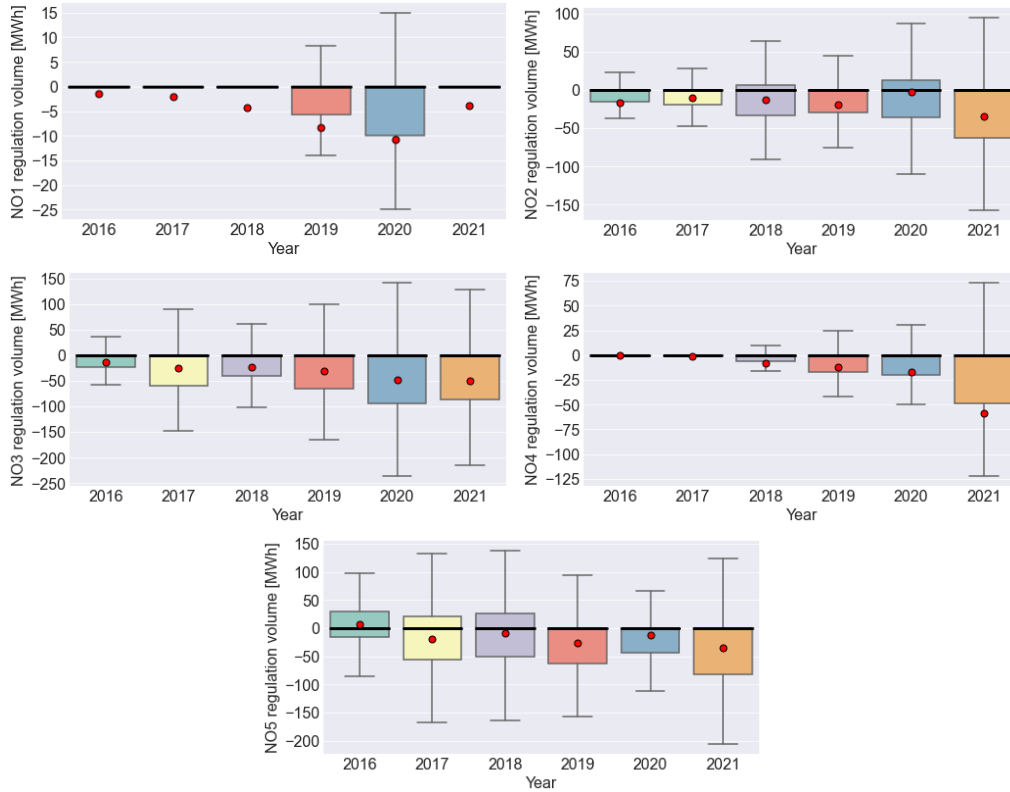 NO1 regulation volume [MWh]
15
10
5
0
−5
−10
−15
−20
−25
2016 2017 2018 2019 2020 2021
Year
NO2 regulation volume [MWh]
100
50
0
−50
−100
−150
2016 2017 2018 2019 2020 2021
Year
NO3 regulation volume [MWh]
150
100
50
0
−50
−100
−150
−200
−250
2016 2017 2018 2019 2020 2021
Year
NO4 regulation volume [MWh]
75
50
25
0
−25
−50
−75
−100
−125
2016 2017 2018 2019 2020 2021
Year
NO5 regulation volume [MWh]
150
100
50
0
−50
−100
−150
−200
2016 2017 2018 2019 2020 2021
Year